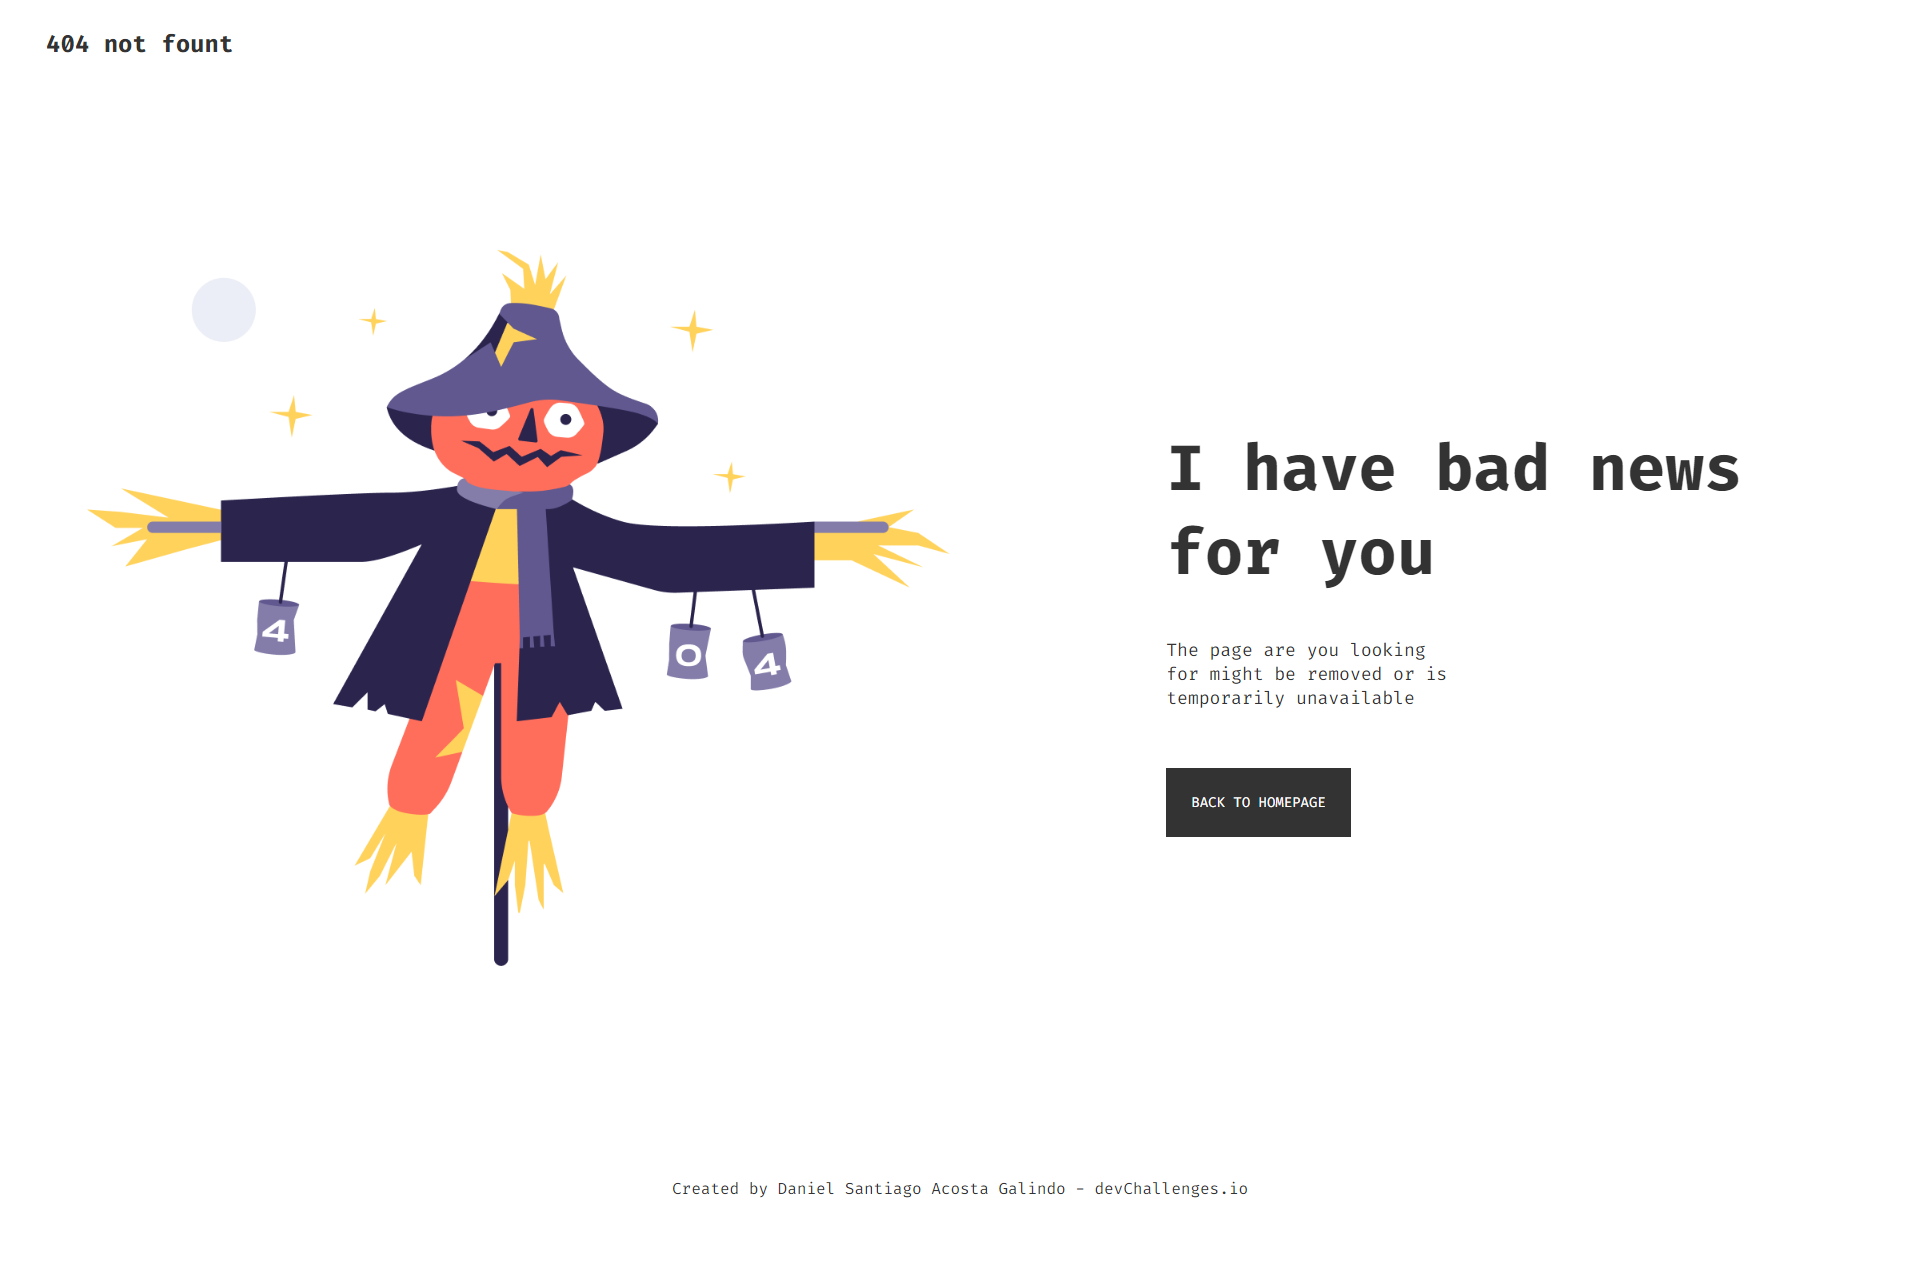 404 not fount
4
0
4
I have bad news
for you
The page are you looking
for might be removed or is
temporarily unavailable
BACK TO HOMEPAGE
Created by Daniel Santiago Acosta Galindo - devChallenges.io